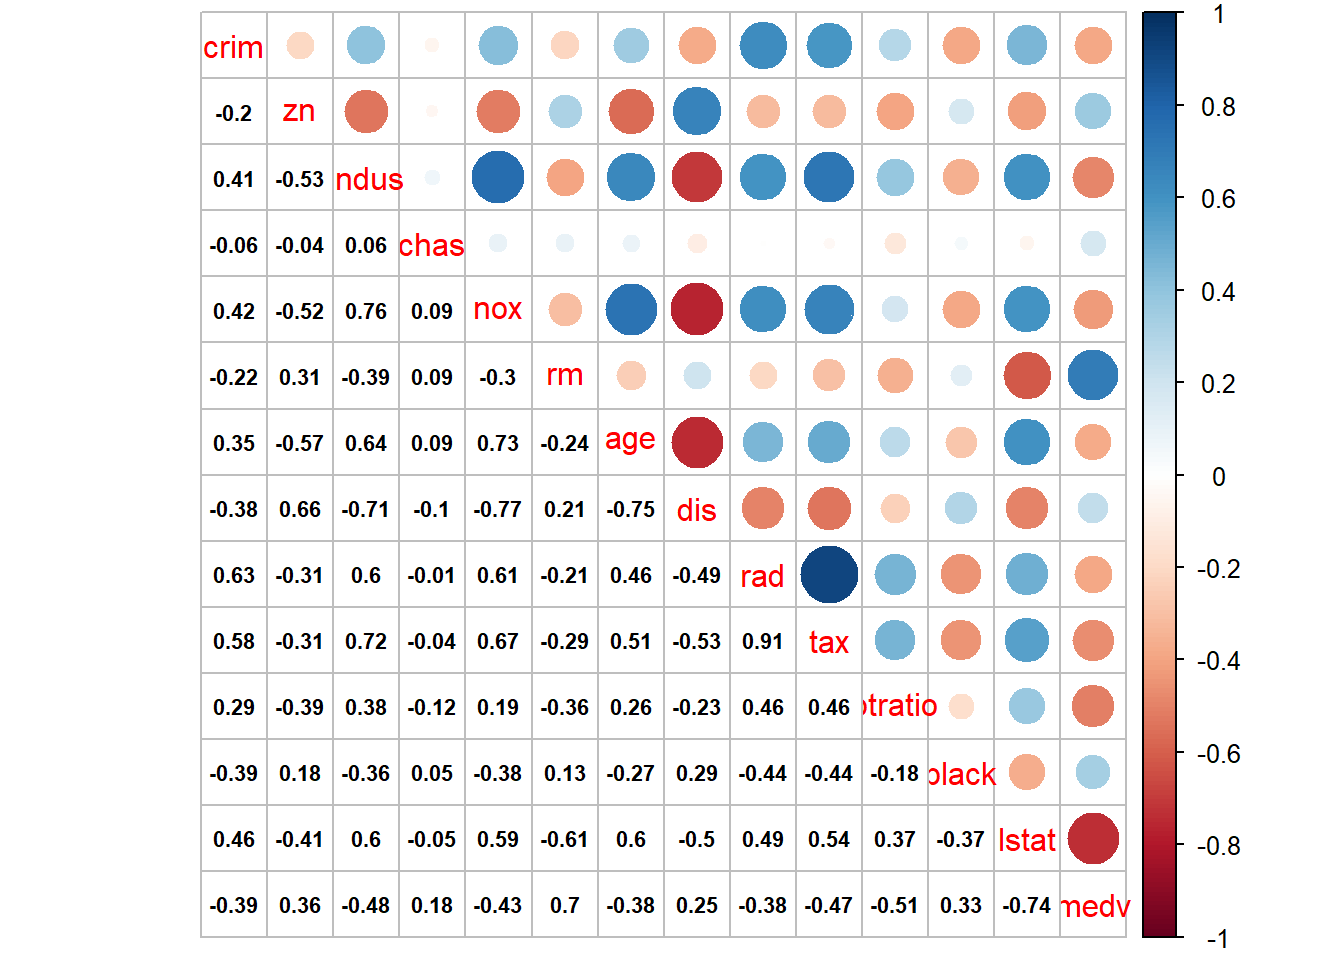 crim
-0.2 zn
0.41 -0.53 ndus
-0.06 -0.04 0.06 chas
0.42 -0.52 0.76 0.09 nox
-0.22 0.31 -0.39 0.09 -0.3 rm
0.35 -0.57 0.64 0.09 0.73 -0.24 age
-0.38 0.66 -0.71 -0.1 -0.77 0.21 -0.75 dis
0.63 -0.31 0.6 -0.01 0.61 -0.21 0.46 -0.49 rad
0.58 -0.31 0.72 -0.04 0.67 -0.29 0.51 -0.53 0.91 tax
0.29 -0.39 0.38 -0.12 0.19 -0.36 0.26 -0.23 0.46 0.46 ptratio
-0.39 0.18 -0.36 0.05 -0.38 0.13 -0.27 0.29 -0.44 -0.44 -0.18 black
0.46 -0.41 0.6 -0.05 0.59 -0.61 0.6 -0.5 0.49 0.54 0.37 -0.37 lstat
-0.39 0.36 -0.48 0.18 -0.43 0.7 -0.38 0.25 -0.38 -0.47 -0.51 0.33 -0.74 medv
1
0.8
0.6
0.4
0.2
0
-0.2
-0.4
-0.6
-0.8
-1